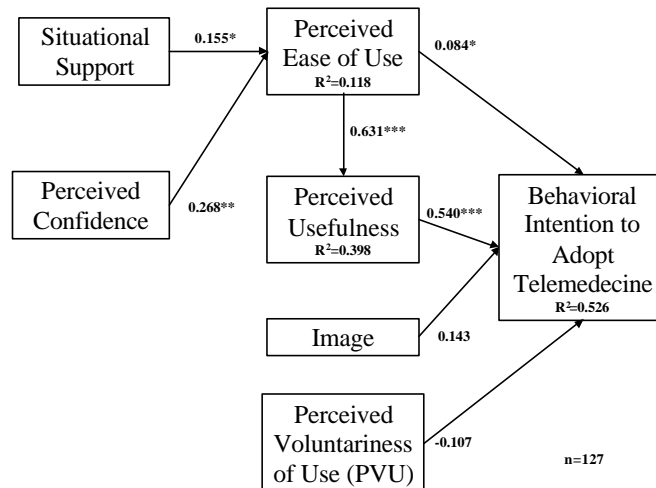 Situational
Support
0.155*
Perceived
Ease of Use
R²=0.118
0.084*
0.631***
Perceived
Confidence
0.268**
Perceived
Usefulness
R²=0.398
0.540***
Behavioral
Intention to
Adopt
Telemedecine
R²=0.526
Image
0.143
Perceived
Voluntariness
of Use (PVU)
-0.107
n=127